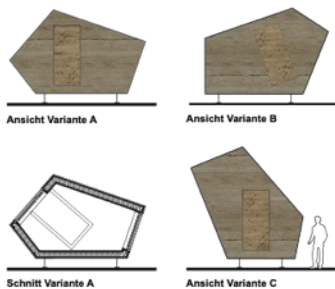 Ansicht Variante A
Ansicht Variante B
Schnitt Variante A
Ansicht Variante C